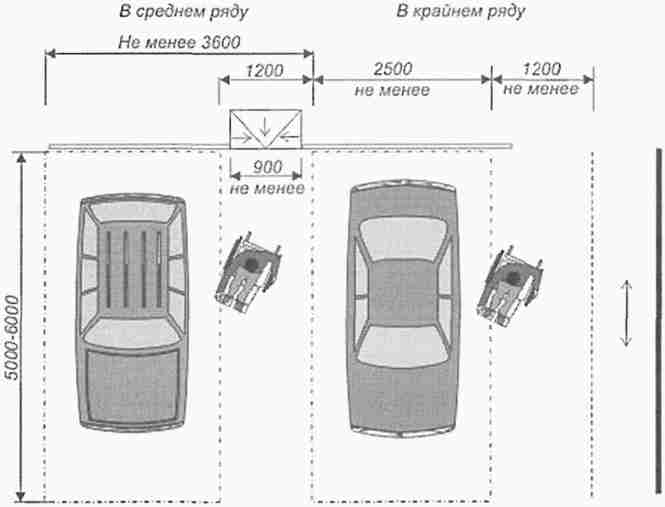 В среднем ряду
В крайнем ряду
Не менее 3600
1200
2500
не менее
1200
не менее
900
не менее
5000-6000